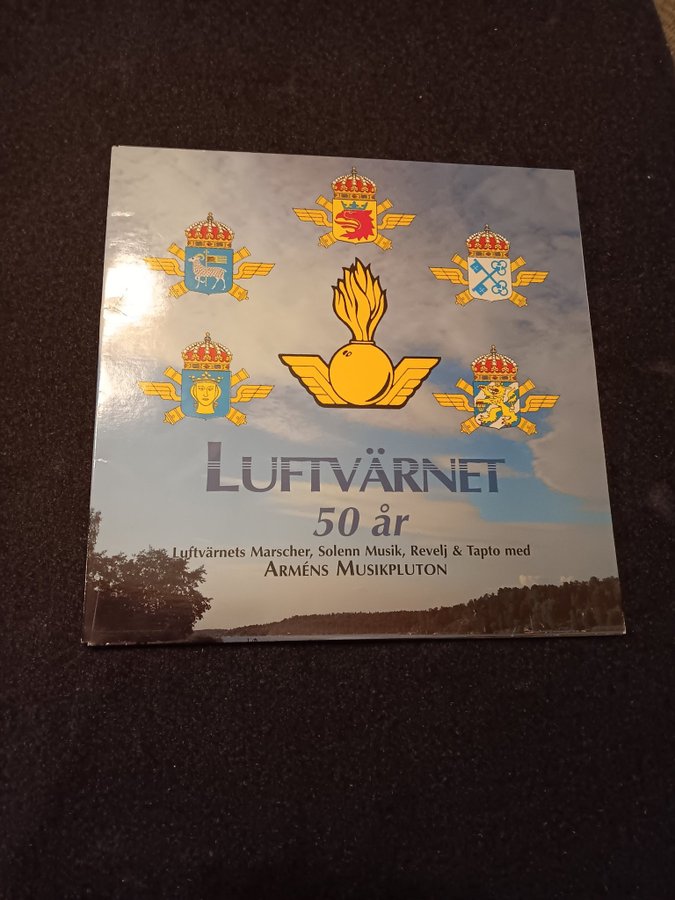 LUFTVÄRNET
50 år
Luftvärnets Marscher, Solenn Musik, Revelj & Tapto med
ARMÉNS MUSIKPLUTON